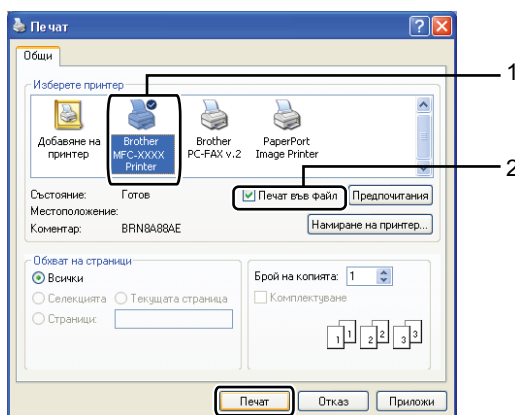 Печат
Общи
1
Изберете принтер
Добавяне на принтер
Brother MFC-XXXX Printer
Brother PC-FAX v.2
PaperPort Image Printer
2
Състояние: Готов
Печат във файл
Предпочитания
Местоположение:
Коментар: BRN8A88AE
Намиране на принтер...
Обхват на страници
Всички
Селекцията
Текущата страница
Страници:
Брой на копията: 1
Комплектуване
1 1 2 2 3 3
Печат
Отказ
Приложи